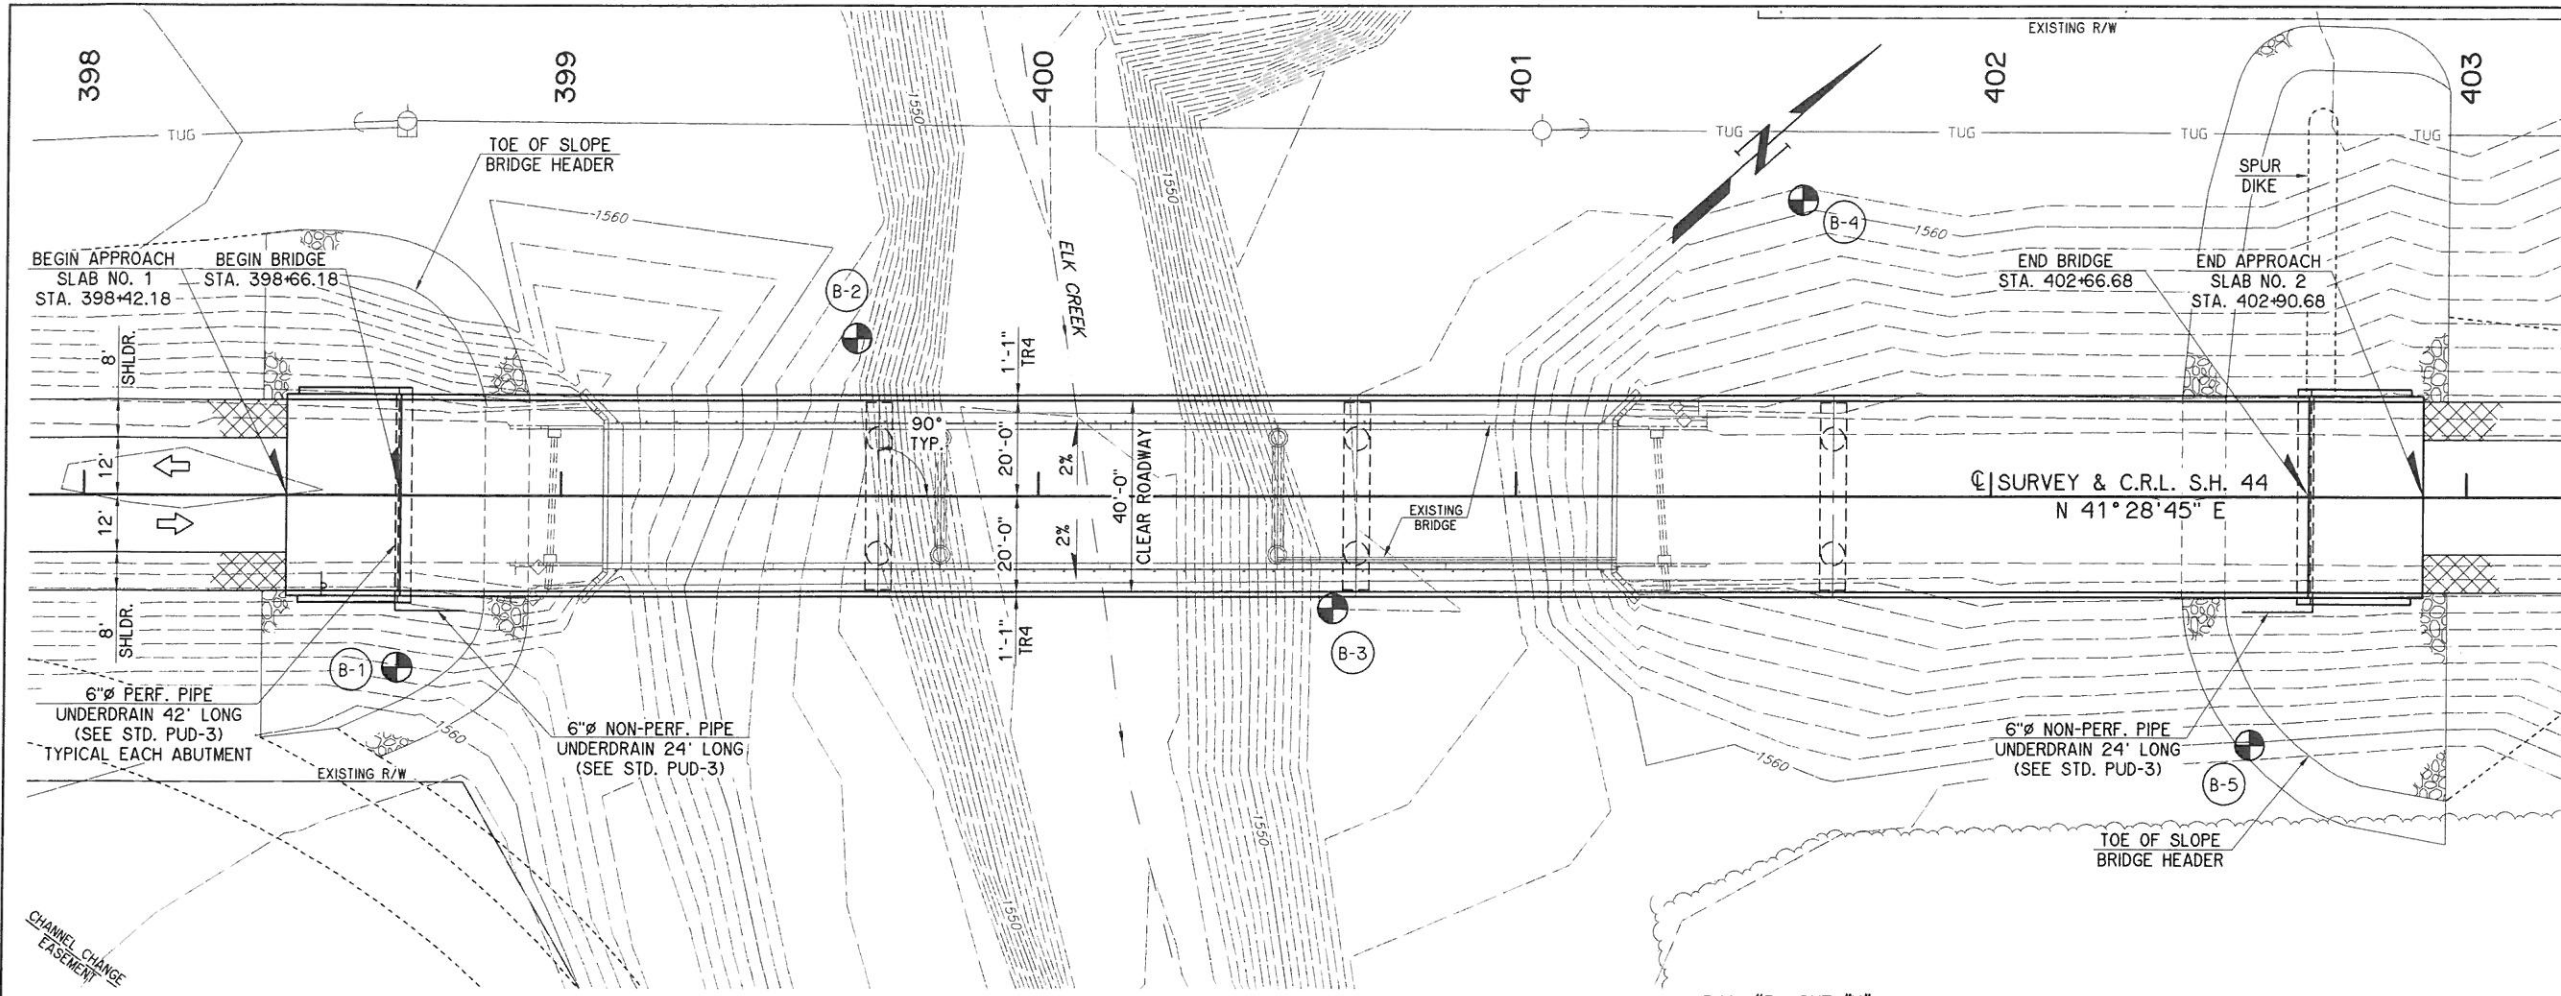 398
399
400
401
402
403
EXISTING R/W
TUG
TUG
TUG
TUG
TUG
TOE OF SLOPE
BRIDGE HEADER
1550
1550
1560
SPUR
DIKE
B-4
1560
ELK CREEK
B-2
BEGIN APPROACH
SLAB NO. 1
STA. 398+42.18
BEGIN BRIDGE
STA. 398+66.18
END BRIDGE
STA. 402+66.68
END APPROACH
SLAB NO. 2
STA. 402+90.68
8'
SHLDR.
12'
12'
8'
SHLDR.
1'-1"
TR4
90°
TYP.
20'-0"
20'-0"
2%
2%
40'-0"
CLEAR ROADWAY
1'-1"
TR4
EXISTING
BRIDGE
℄ SURVEY & C.R.L. S.H. 44
N 41°28'45" E
B-1
B-3
6"ø PERF. PIPE
UNDERDRAIN 42' LONG
(SEE STD. PUD-3)
TYPICAL EACH ABUTMENT
6"ø NON-PERF. PIPE
UNDERDRAIN 24' LONG
(SEE STD. PUD-3)
1560
EXISTING R/W
1560
6"ø NON-PERF. PIPE
UNDERDRAIN 24' LONG
(SEE STD. PUD-3)
B-5
TOE OF SLOPE
BRIDGE HEADER
1550
1550
CHANNEL CHANGE
EASEMENT